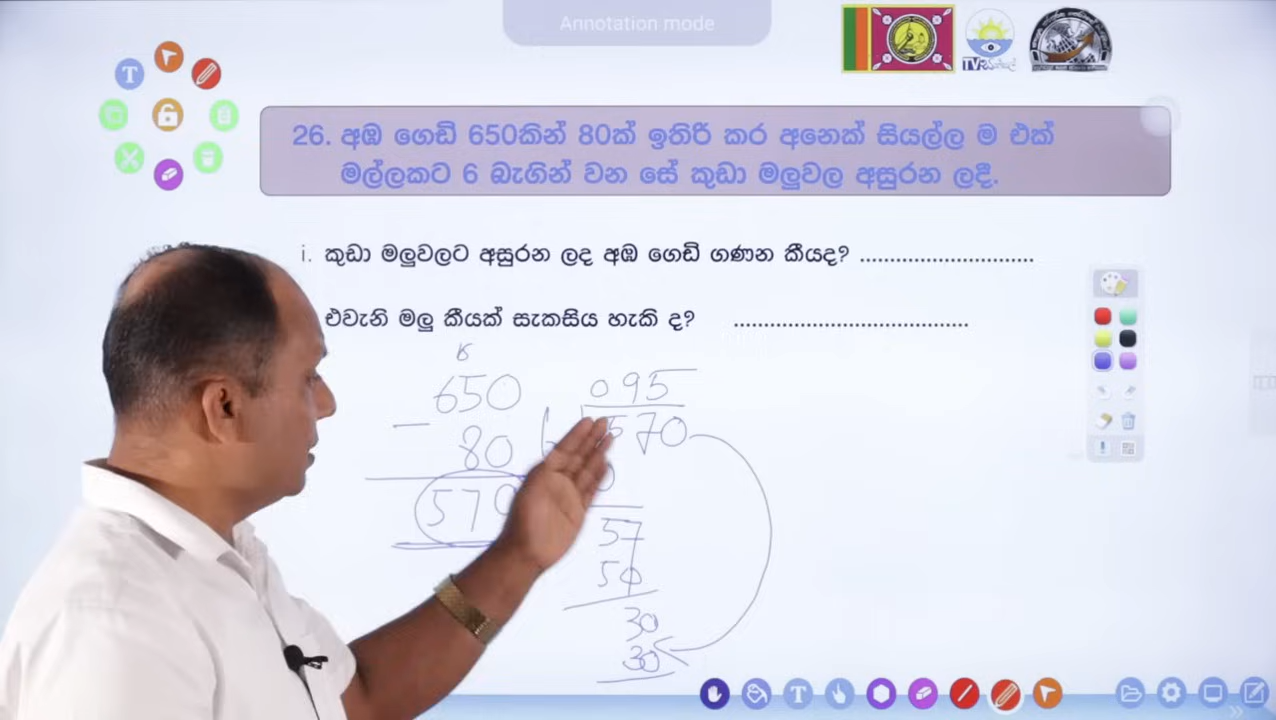 Annotation mode
26. අඹ ගෙඩි 650කින් 80ක් ඉතිරි කර අනෙක් සියල්ල ම එක්
මල්ලකට 6 බැගින් වන සේ කුඩා මලුවල අසුරන ලදී.
i. කුඩා මලුවලට අසුරන ලද අඹ ගෙඩි ගණන කීයද? .............................
එවැනි මලු කීයක් සැකසිය හැකි ද? ........................................
650
− 80
570
095
570
57
50
30
30